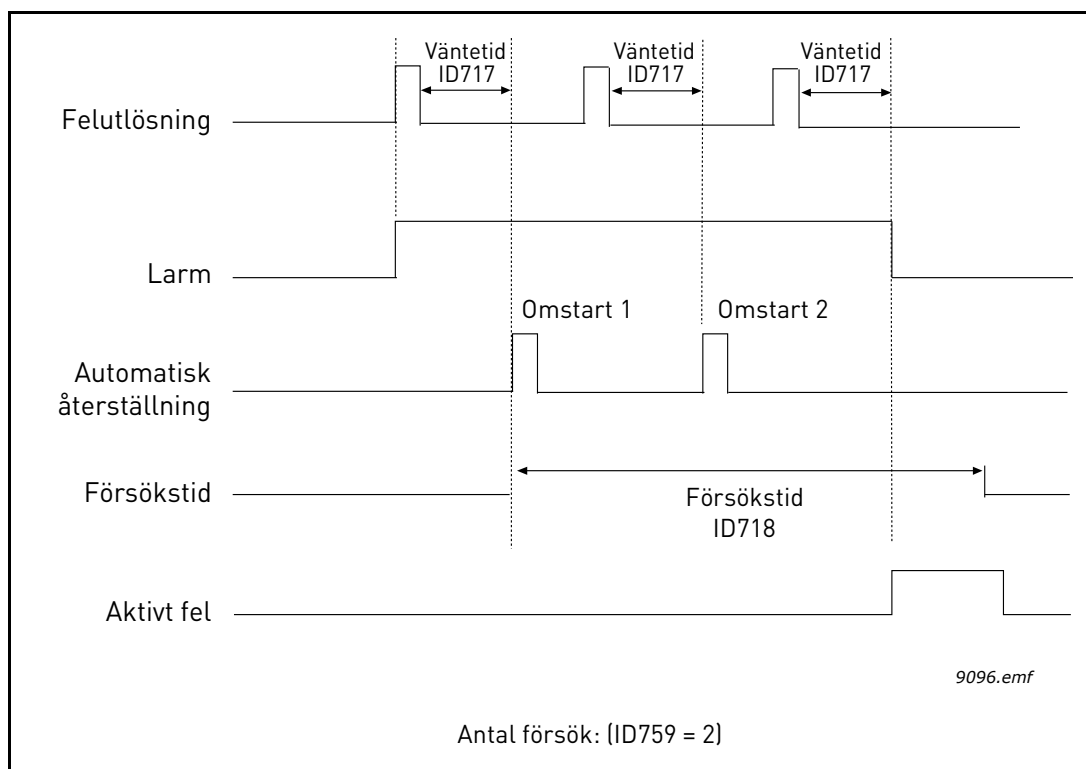 Väntetid
ID717
Väntetid
ID717
Väntetid
ID717
Felutlösning
Larm
Omstart 1
Omstart 2
Automatisk
återställning
Försökstid
Försökstid
ID718
Aktivt fel
9096.emf
Antal försök: (ID759 = 2)